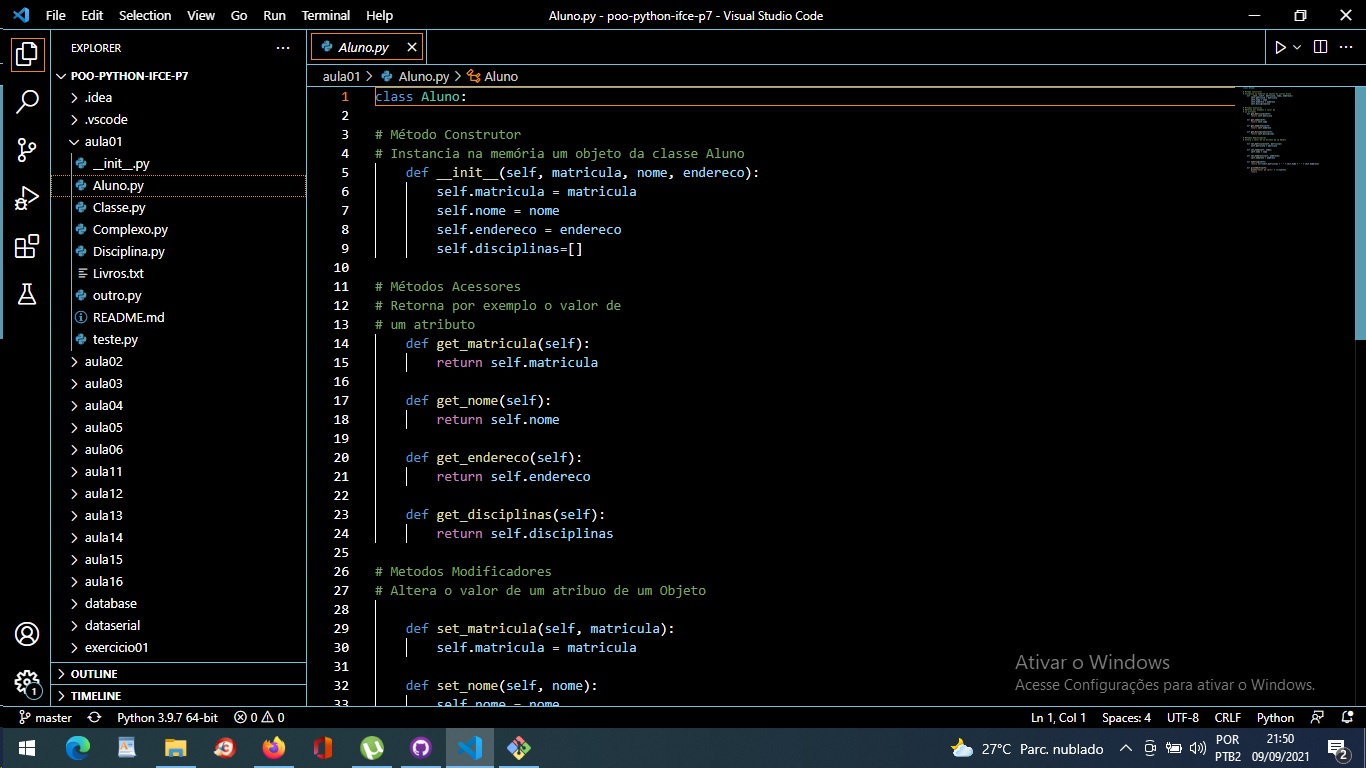 File Edit Selection View Go Run Terminal Help
Aluno.py - poo-python-ifce-p7 - Visual Studio Code
EXPLORER
POO-PYTHON-IFCE-P7
.idea
.vscode
aula01
__init__.py
Aluno.py
Classe.py
Complexo.py
Disciplina.py
Livros.txt
outro.py
README.md
teste.py
aula02
aula03
aula04
aula05
aula06
aula11
aula12
aula13
aula14
aula15
aula16
database
dataserial
exercicio01
OUTLINE
TIMELINE
Aluno.py
aula01 > Aluno.py > Aluno
1 class Aluno:
2
3 # Método Construtor
4 # Instancia na memória um objeto da classe Aluno
5 def __init__(self, matricula, nome, endereco):
6 self.matricula = matricula
7 self.nome = nome
8 self.endereco = endereco
9 self.disciplinas=[]
10
11 # Métodos Acessores
12 # Retorna por exemplo o valor de
13 # um atributo
14 def get_matricula(self):
15 return self.matricula
16
17 def get_nome(self):
18 return self.nome
19
20 def get_endereco(self):
21 return self.endereco
22
23 def get_disciplinas(self):
24 return self.disciplinas
25
26 # Metodos Modificadores
27 # Altera o valor de um atribuo de um Objeto
28
29 def set_matricula(self, matricula):
30 self.matricula = matricula
31
32 def set_nome(self, nome):
33 self.nome = nome
Ativar o Windows
Acesse Configurações para ativar o Windows.
1
master Python 3.9.7 64-bit 0 0 Ln 1, Col 1 Spaces: 4 UTF-8 CRLF Python
27°C Parc. nublado
POR
PTB2
21:50
09/09/2021
2